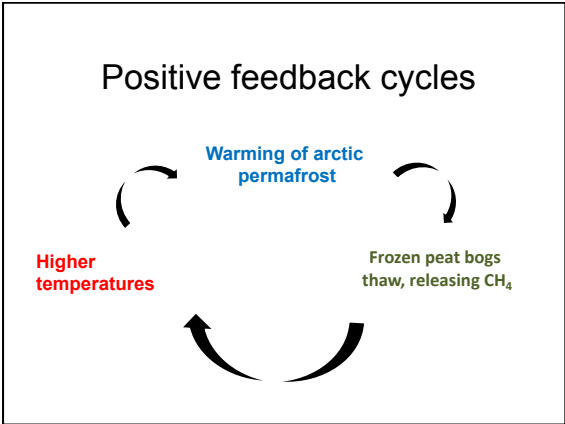 Positive feedback cycles
Warming of arctic
permafrost
Higher
temperatures
Frozen peat bogs
thaw, releasing CH₄